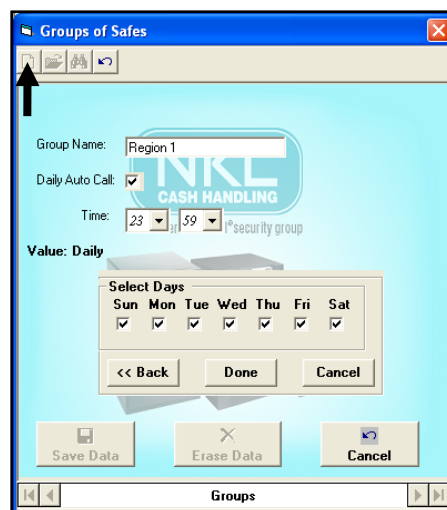 Groups of Safes
Group Name: Region 1
NKL
CASH HANDLING
Daily Auto Call:
Time: 23 59
security group
Value: Daily
Select Days
Sun Mon Tue Wed Thu Fri Sat
<< Back Done Cancel
Save Data Erase Data Cancel
Groups